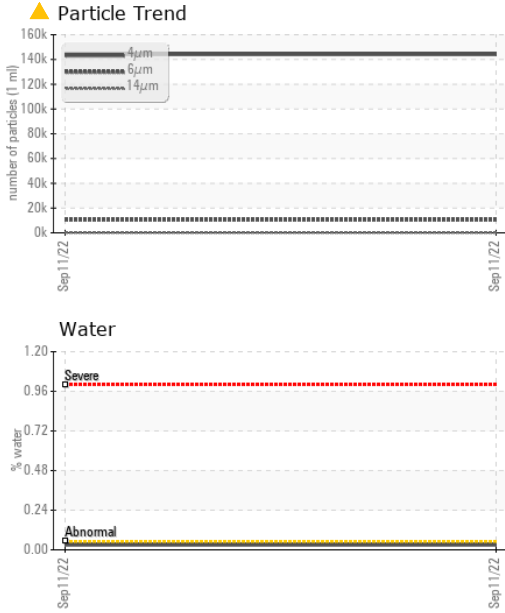 Particle Trend
number of particles (1 ml)
160k
140k
120k
100k
80k
60k
40k
20k
0k
4μm
6μm
14μm
Sep11/22
Sep11/22
Water
% water
1.20
0.96
0.72
0.48
0.24
0.00
Severe
Abnormal
Sep11/22
Sep11/22